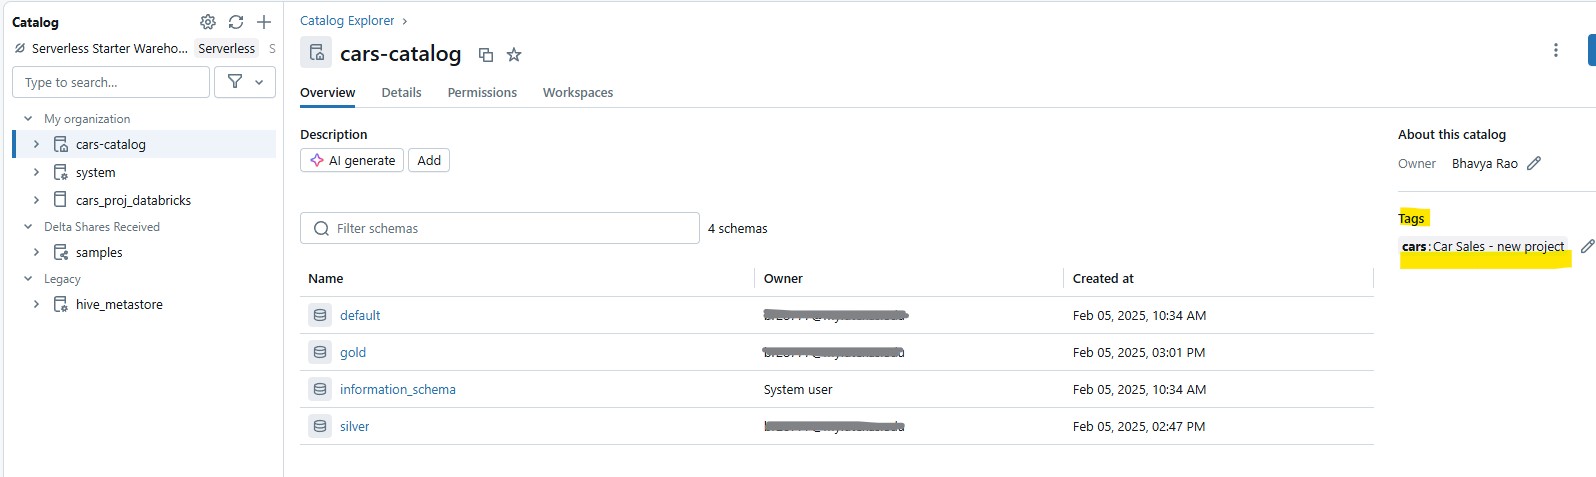 Catalog
Serverless Starter Wareho... Serverless S
Type to search...
My organization
cars-catalog
system
cars_proj_databricks
Delta Shares Received
samples
Legacy
hive_metastore
Catalog Explorer
cars-catalog
Overview Details Permissions Workspaces
Description
AI generate Add
Filter schemas 4 schemas
Name Owner Created at
default Feb 05, 2025, 10:34 AM
gold Feb 05, 2025, 03:01 PM
information_schema System user Feb 05, 2025, 10:34 AM
silver Feb 05, 2025, 02:47 PM
About this catalog
Owner Bhavya Rao
Tags
cars:Car Sales - new project